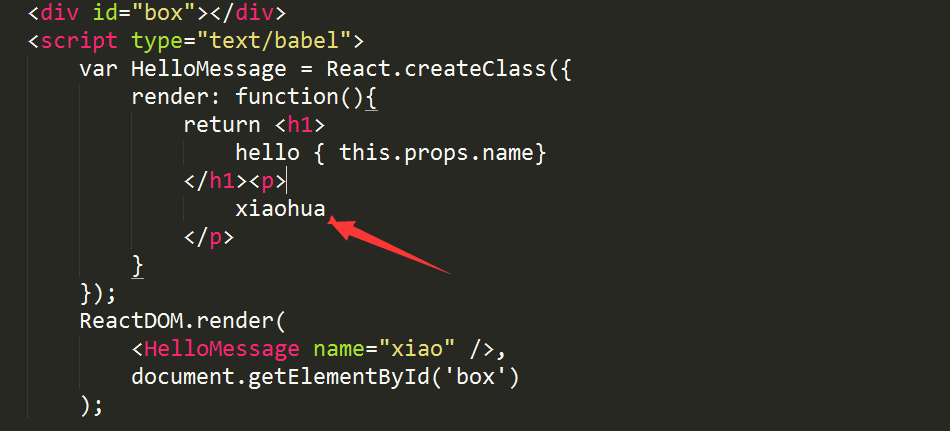 <div id="box"></div>
<script type="text/babel">
    var HelloMessage = React.createClass({
        render: function(){
            return <h1>
                hello { this.props.name}
            </h1><p>
                xiaohua
            </p>
        }
    });
    ReactDOM.render(
        <HelloMessage name="xiao" />,
        document.getElementById('box')
    );